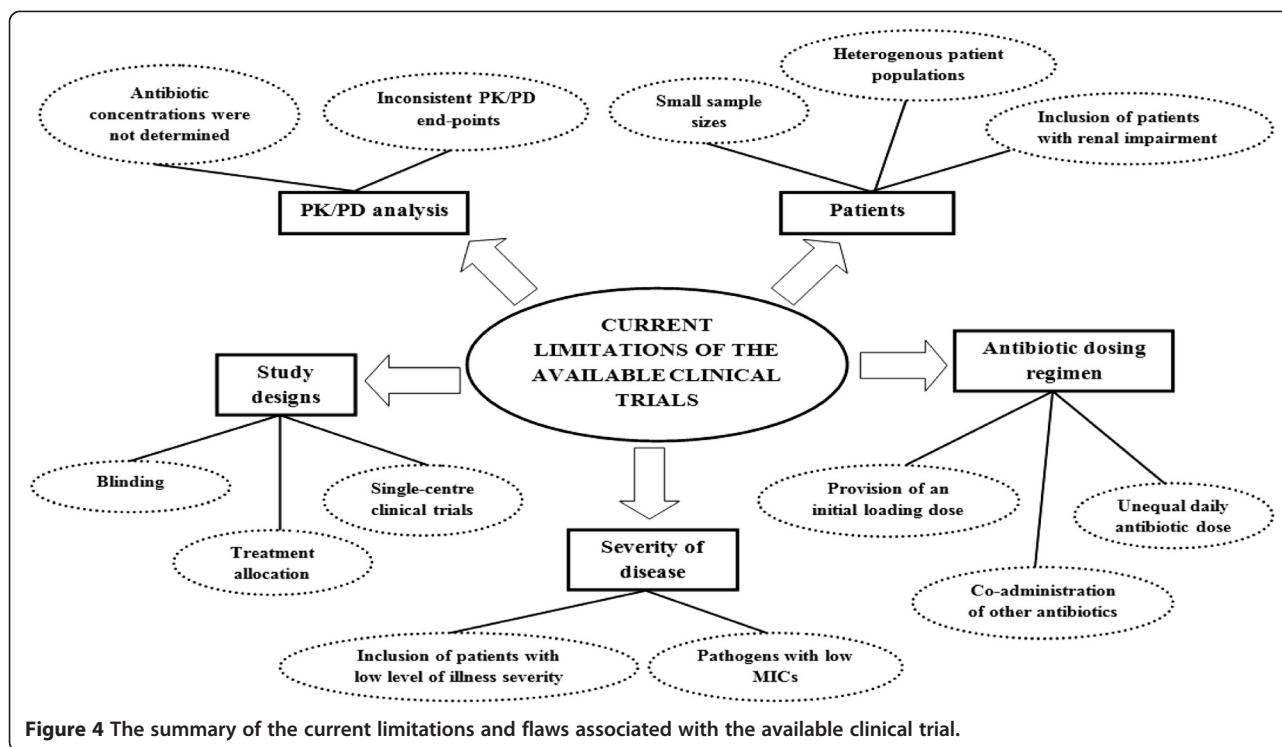 Antibiotic
concentrations were
not determined
Inconsistent PK/PD
end-points
Small sample
sizes
Heterogenous patient
populations
Inclusion of patients
with renal impairment
PK/PD analysis
Patients
CURRENT
LIMITATIONS OF THE
AVAILABLE CLINICAL
TRIALS
Study
designs
Antibiotic dosing
regimen
Blinding
Treatment
allocation
Single-centre
clinical trials
Severity of
disease
Provision of an
initial loading dose
Unequal daily
antibiotic dose
Co-administration
of other antibiotics
Inclusion of patients with
low level of illness severity
Pathogens with low
MICs
Figure 4 The summary of the current limitations and flaws associated with the available clinical trial.